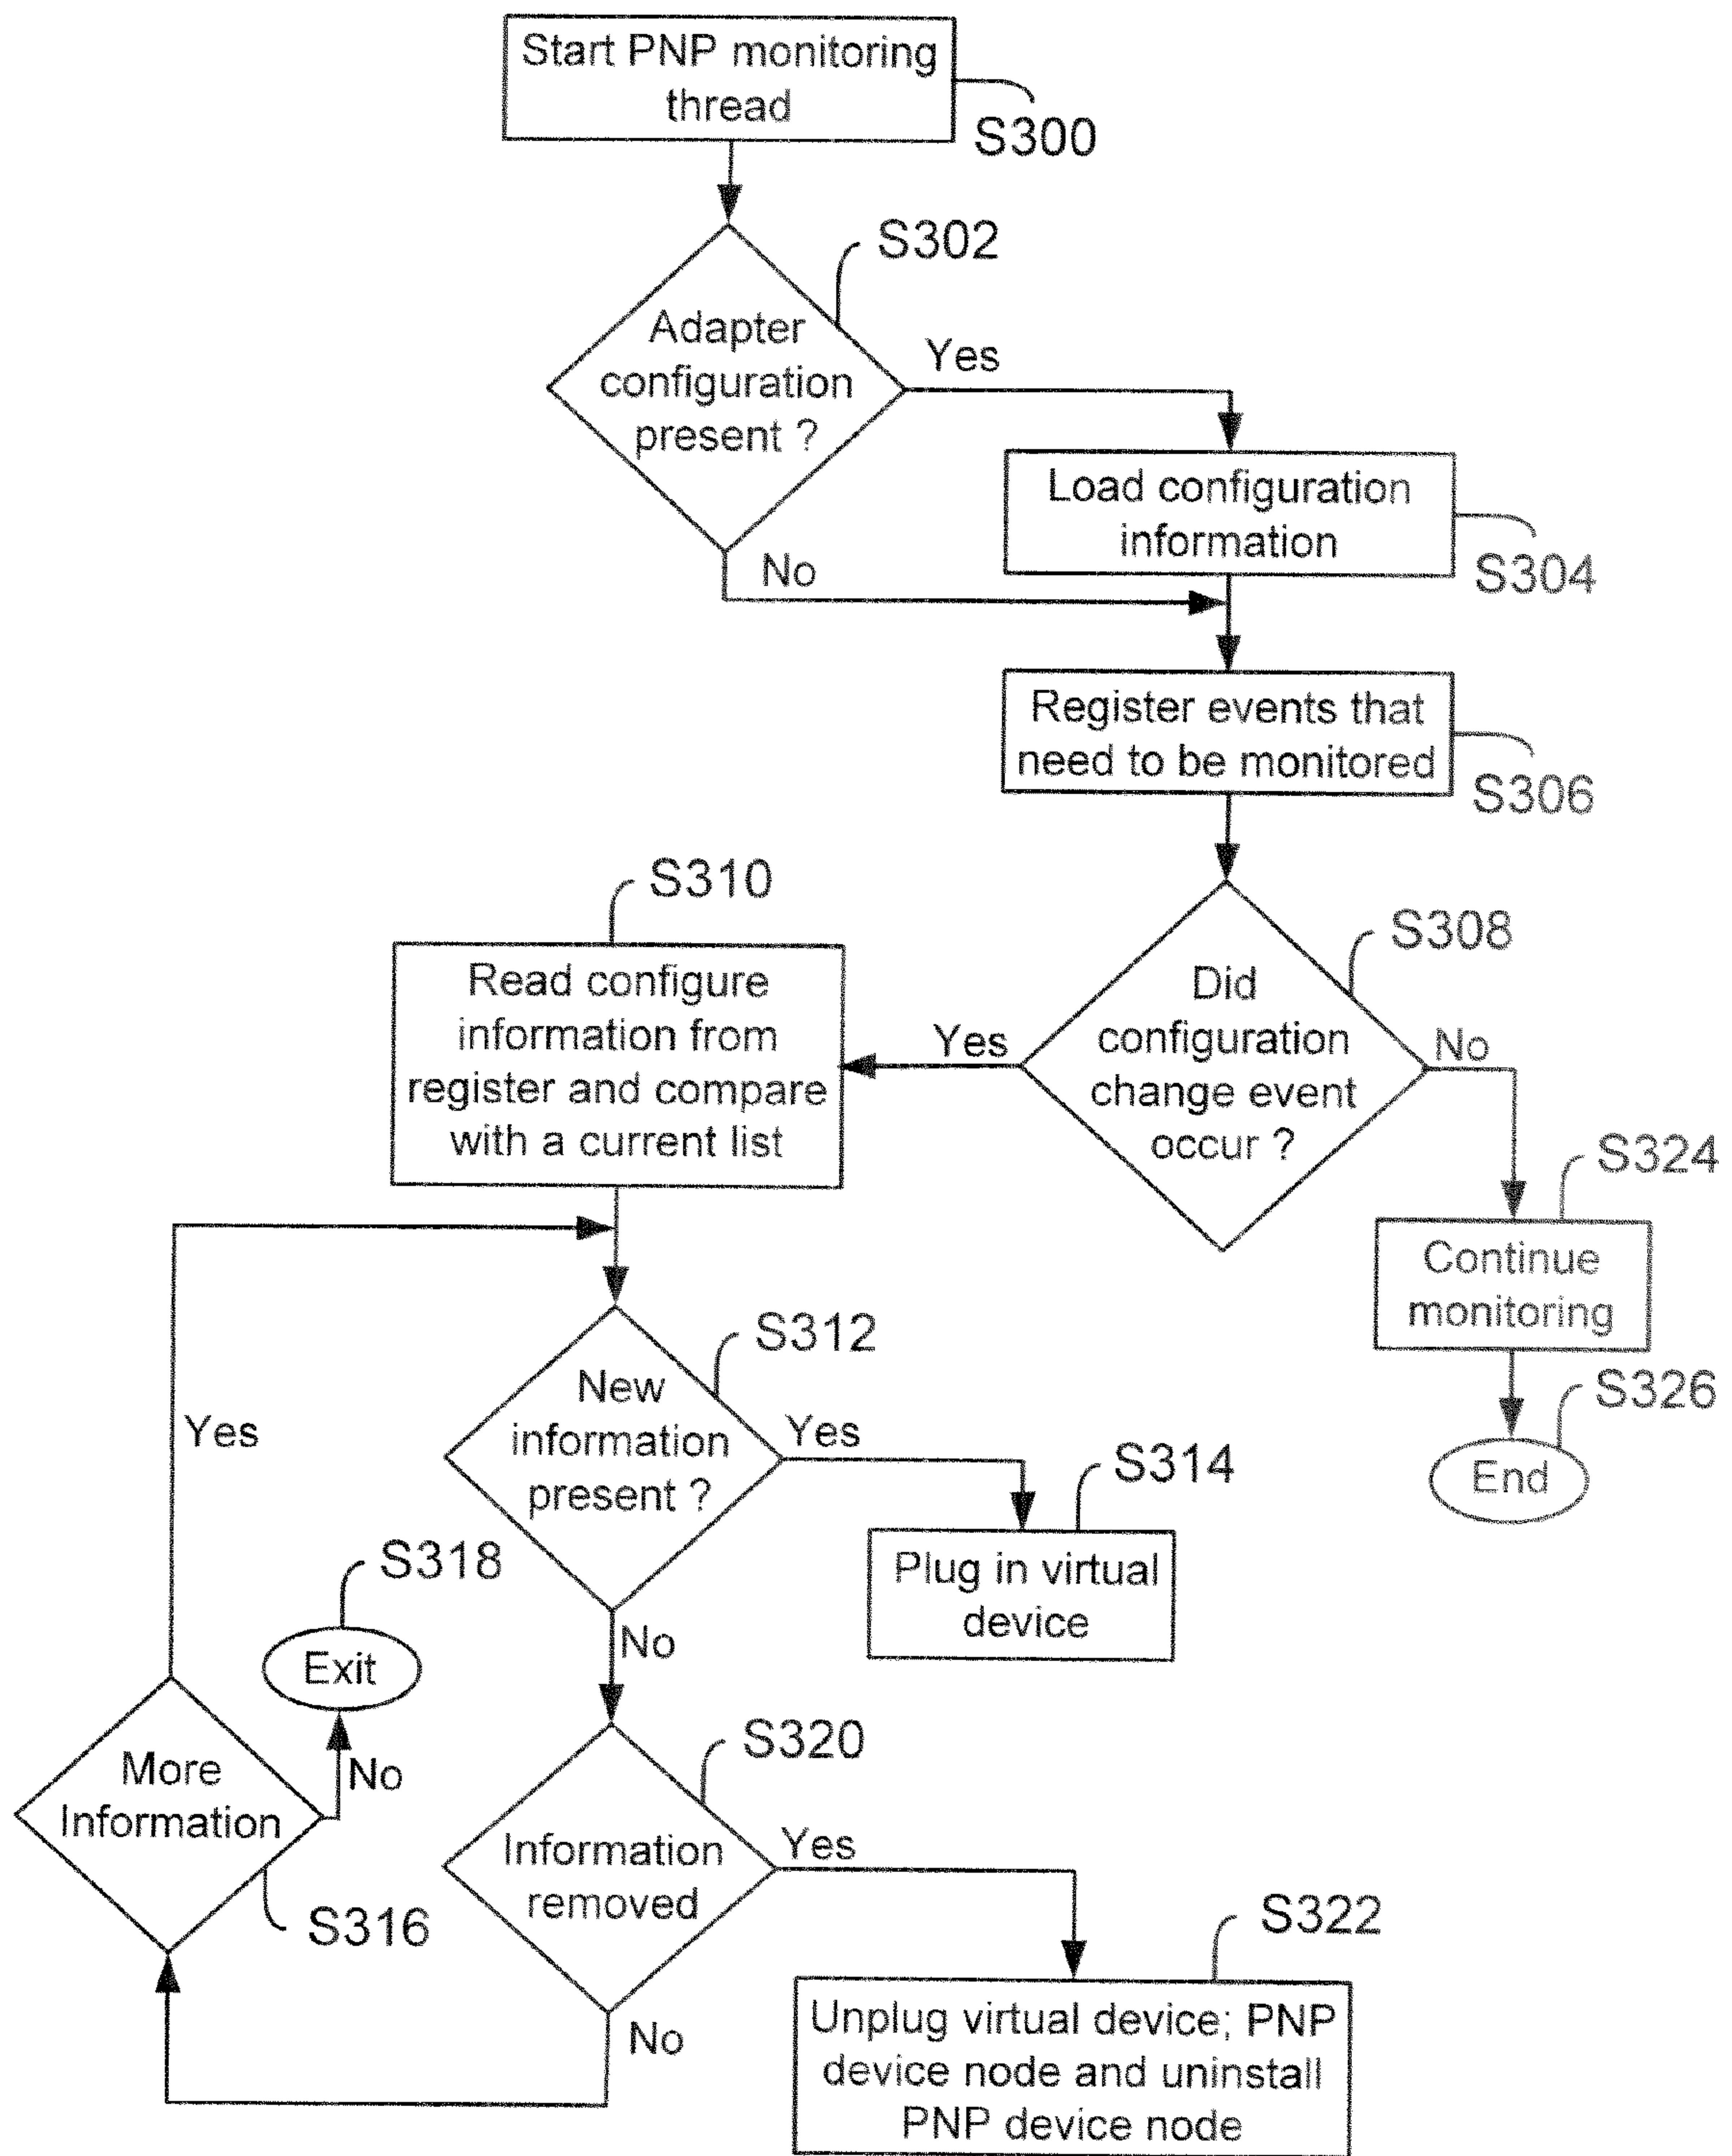 Start PNP monitoring
thread
S300
S302
Adapter
configuration
present ?
Yes
No
Load configuration
information
S304
Register events that
need to be monitored
S306
S308
Did
configuration
change event
occur ?
Yes
No
S310
Read configure
information from
register and compare
with a current list
S324
Continue
monitoring
S326
End
S312
New
information
present ?
Yes
No
S314
Plug in virtual
device
Yes
S318
Exit
No
More
Information
S316
S320
Information
removed
Yes
No
S322
Unplug virtual device; PNP
device node and uninstall
PNP device node